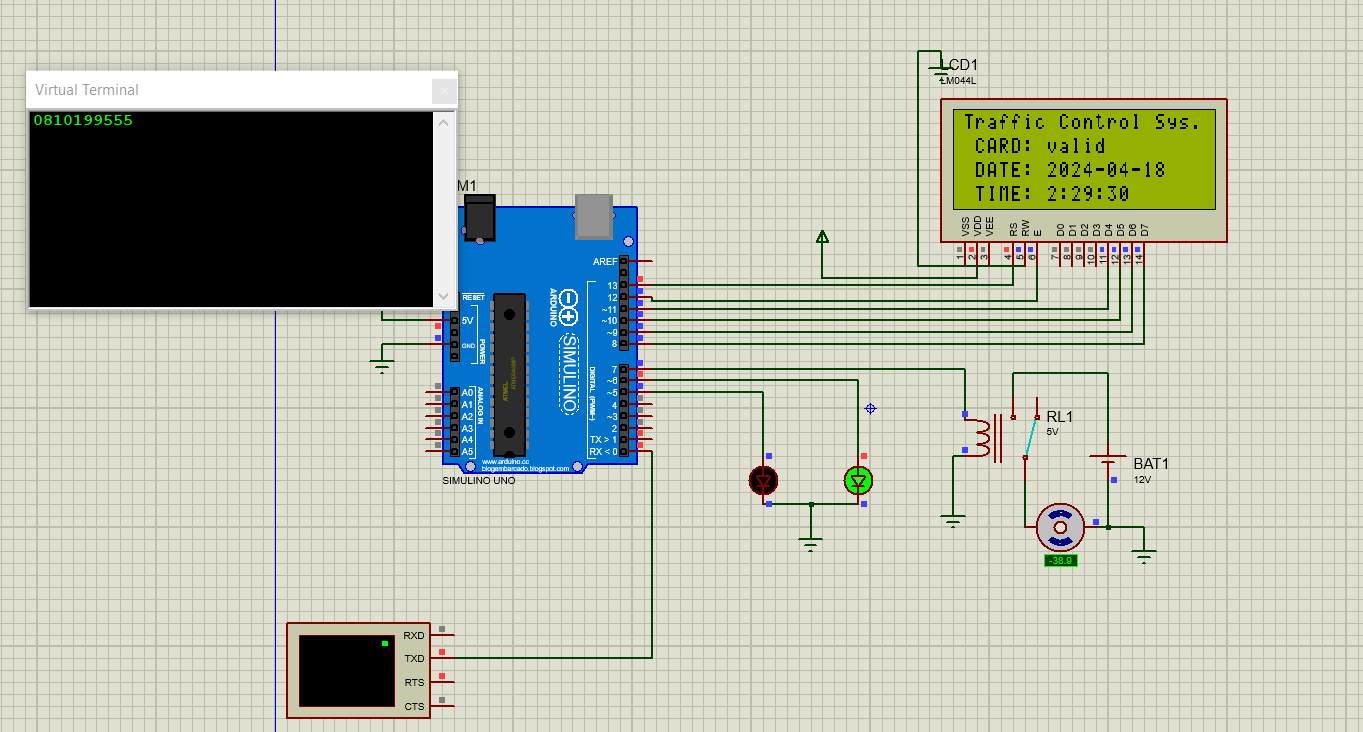 Virtual Terminal
0810199555
LCD1
LM044L
Traffic Control Sys.
CARD: valid
DATE: 2024-04-18
TIME: 2:29:30
VSS
VDD
VEE
RS
RW
E
D0
D1
D2
D3
D4
D5
D6
D7
1
2
3
4
5
6
7
8
9
10
11
12
13
14
M1
AREF
13
12
~11
~10
~9
8
7
~6
~5
4
~3
2
TX > 1
RX < 0
RESET
5V
GND
POWER
A0
A1
A2
A3
A4
A5
ANALOG IN
ARDUINO
SIMULINO
DIGITAL (PWM~)
ATMEL
www.arduino.cc
blogembarcado.blogspot.com
SIMULINO UNO
RL1
5V
BAT1
12V
-38.9
RXD
TXD
RTS
CTS